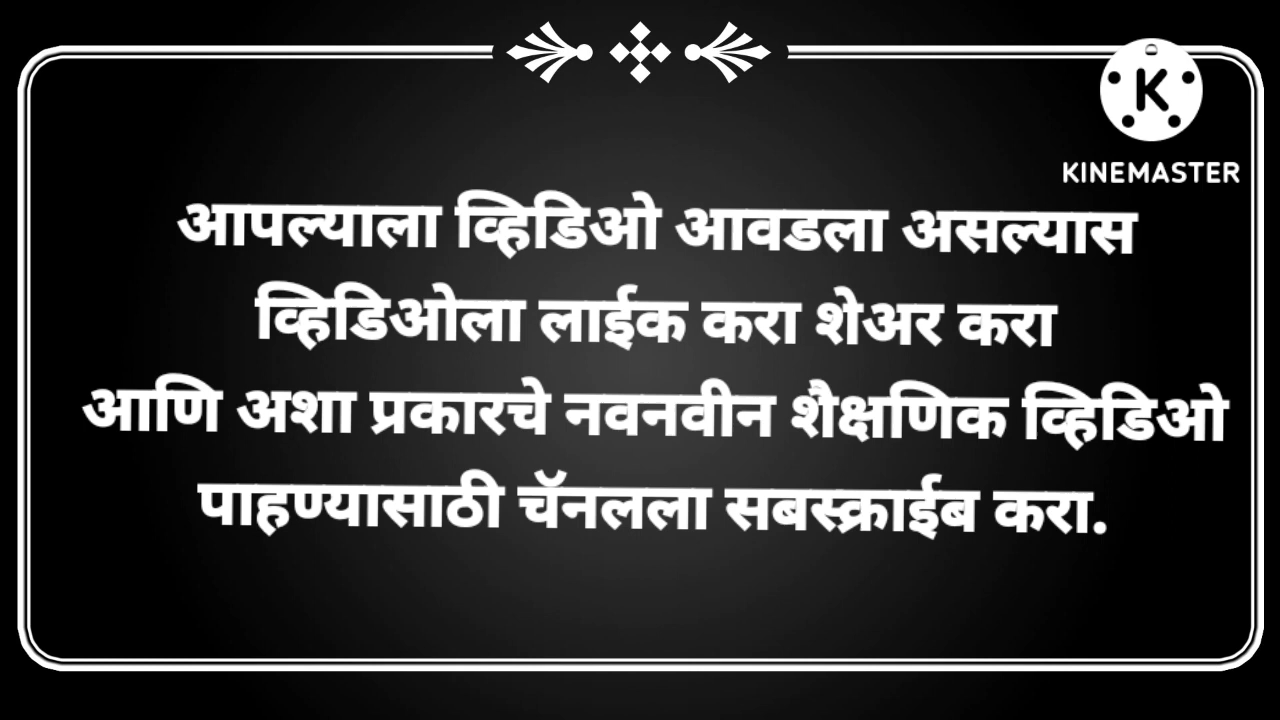 KINEMASTER
आपल्याला व्हिडिओ आवडला असल्यास
व्हिडिओला लाईक करा शेअर करा
आणि अशा प्रकारचे नवनवीन शैक्षणिक व्हिडिओ
पाहण्यासाठी चॅनलला सबस्क्राईब करा.